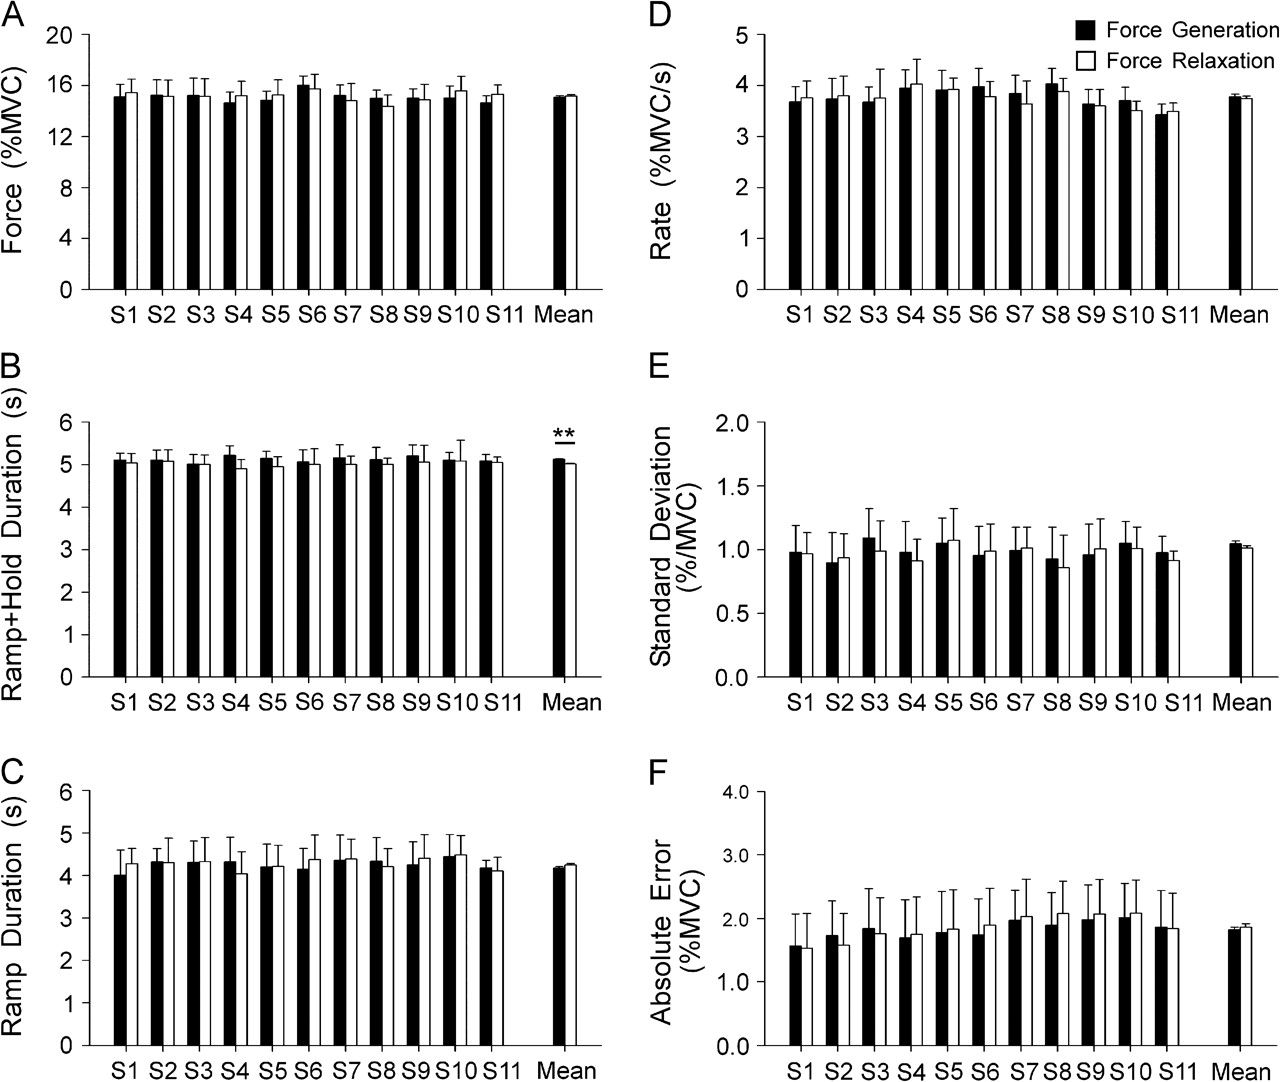 A
Force (%MVC)
20
16
12
8
4
0
S1 S2 S3 S4 S5 S6 S7 S8 S9 S10 S11 Mean
D
Rate (%MVC/s)
5
4
3
2
1
0
Force Generation
Force Relaxation
S1 S2 S3 S4 S5 S6 S7 S8 S9 S10 S11 Mean
B
Ramp+Hold Duration (s)
6
5
4
3
2
1
0
**
S1 S2 S3 S4 S5 S6 S7 S8 S9 S10 S11 Mean
E
Standard Deviation
(%/MVC)
2.0
1.5
1.0
0.5
0.0
S1 S2 S3 S4 S5 S6 S7 S8 S9 S10 S11 Mean
C
Ramp Duration (s)
6
5
4
3
2
1
0
S1 S2 S3 S4 S5 S6 S7 S8 S9 S10 S11 Mean
F
Absolute Error
(%MVC)
4.0
3.0
2.0
1.0
0.0
S1 S2 S3 S4 S5 S6 S7 S8 S9 S10 S11 Mean